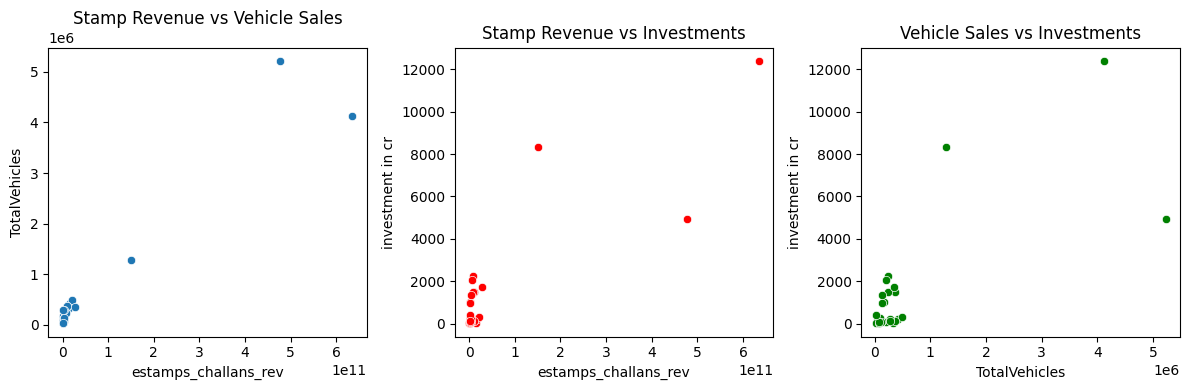 Stamp Revenue vs Vehicle Sales
1e6
5
4
3
2
1
0
TotalVehicles
0 1 2 3 4 5 6
1e11
estamps_challans_rev
Stamp Revenue vs Investments
12000
10000
8000
6000
4000
2000
0
investment in cr
0 1 2 3 4 5 6
1e11
estamps_challans_rev
Vehicle Sales vs Investments
12000
10000
8000
6000
4000
2000
0
investment in cr
0 1 2 3 4 5
1e6
TotalVehicles